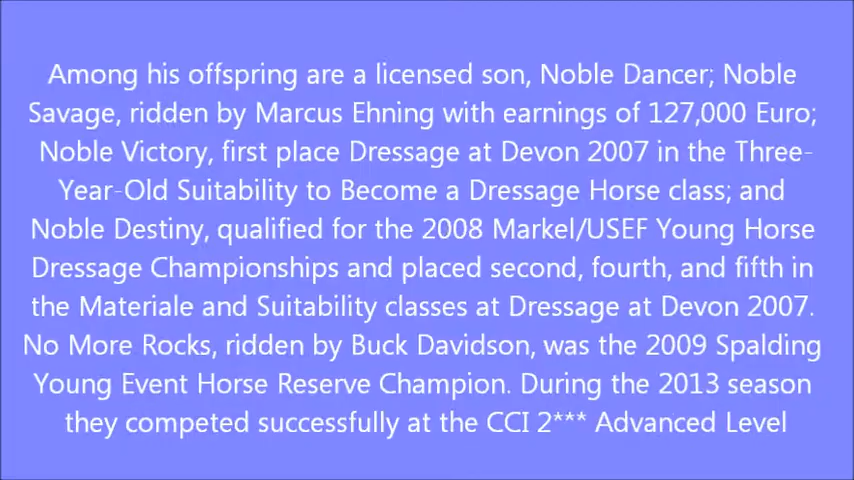 Among his offspring are a licensed son, Noble Dancer; Noble
Savage, ridden by Marcus Ehning with earnings of 127,000 Euro;
Noble Victory, first place Dressage at Devon 2007 in the Three-
Year-Old Suitability to Become a Dressage Horse class; and
Noble Destiny, qualified for the 2008 Markel/USEF Young Horse
Dressage Championships and placed second, fourth, and fifth in
the Materiale and Suitability classes at Dressage at Devon 2007.
No More Rocks, ridden by Buck Davidson, was the 2009 Spalding
Young Event Horse Reserve Champion. During the 2013 season
they competed successfully at the CCI 2*** Advanced Level